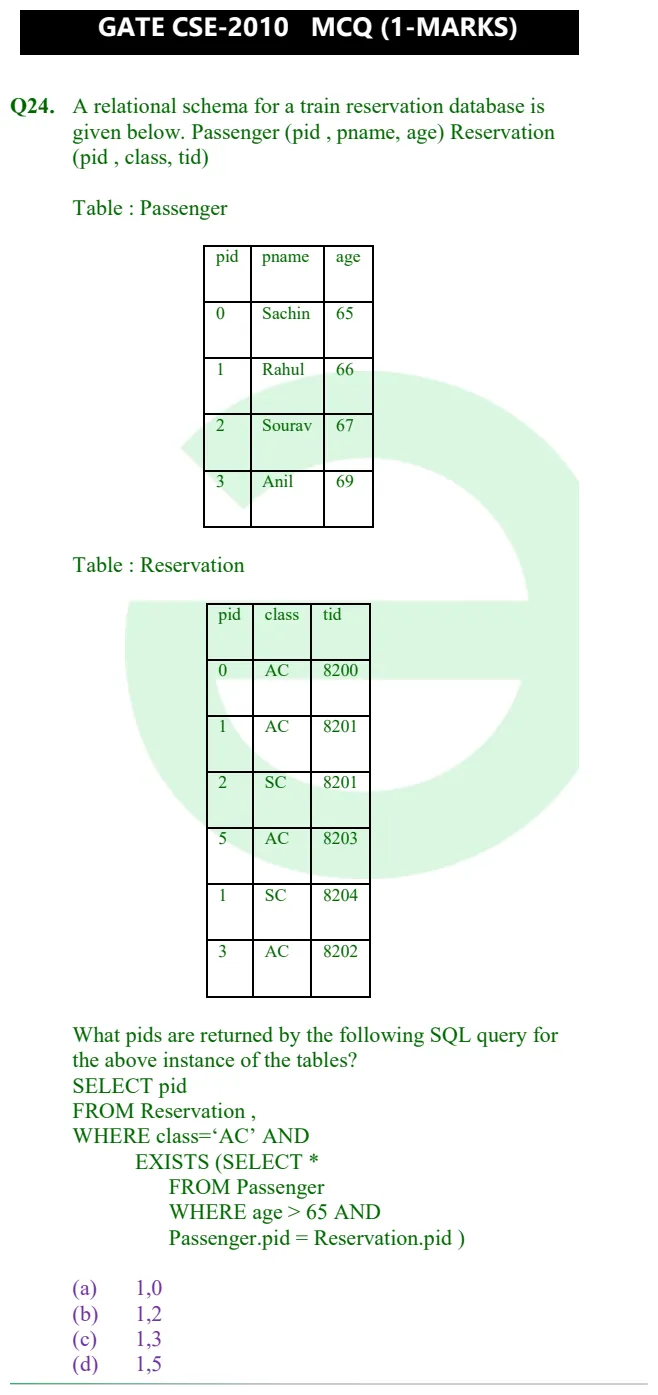 GATE CSE-2010 MCQ (1-MARKS)
Q24. A relational schema for a train reservation database is
given below. Passenger (pid , pname, age) Reservation
(pid , class, tid)
Table : Passenger
pid pname age
0 Sachin 65
1 Rahul 66
2 Sourav 67
3 Anil 69
Table : Reservation
pid class tid
0 AC 8200
1 AC 8201
2 SC 8201
5 AC 8203
1 SC 8204
3 AC 8202
What pids are returned by the following SQL query for
the above instance of the tables?
SELECT pid
FROM Reservation ,
WHERE class=‘AC’ AND
EXISTS (SELECT *
FROM Passenger
WHERE age > 65 AND
Passenger.pid = Reservation.pid )
(a) 1,0
(b) 1,2
(c) 1,3
(d) 1,5